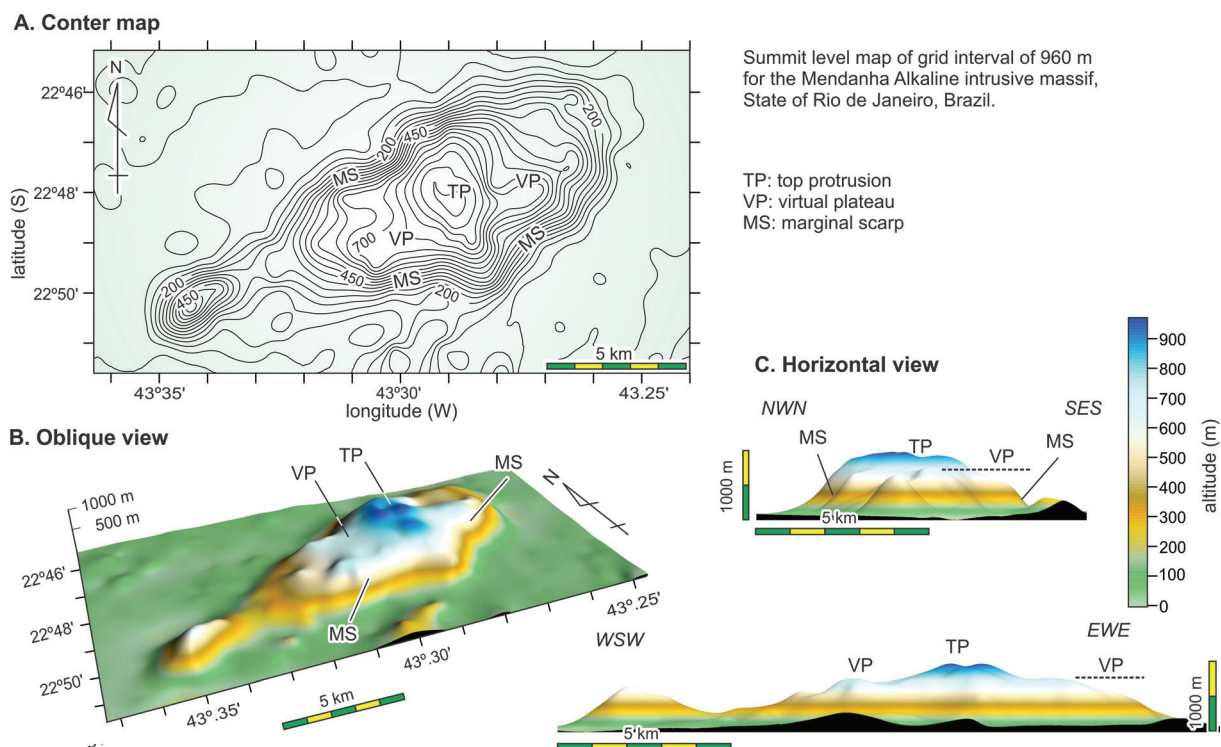 A. Conter map
N
22º46'
22º48'
22º50'
latitude (S)
200
450
200
MS
TP
VP
VP
700
MS
450
MS
200
200
450
5 km
43º35'
43º30'
43.25'
longitude (W)
Summit level map of grid interval of 960 m
for the Mendanha Alkaline intrusive massif,
State of Rio de Janeiro, Brazil.
TP: top protrusion
VP: virtual plateau
MS: marginal scarp
B. Oblique view
TP
VP
MS
N
1000 m
500 m
22º46'
22º48'
22º50'
MS
43º.35'
43º.30'
43º.25'
5 km
C. Horizontal view
NWN
SES
MS
TP
VP
MS
1000 m
5 km
900
800
700
600
500
400
300
200
100
0
altitude (m)
WSW
EWE
VP
TP
VP
1000 m
5 km